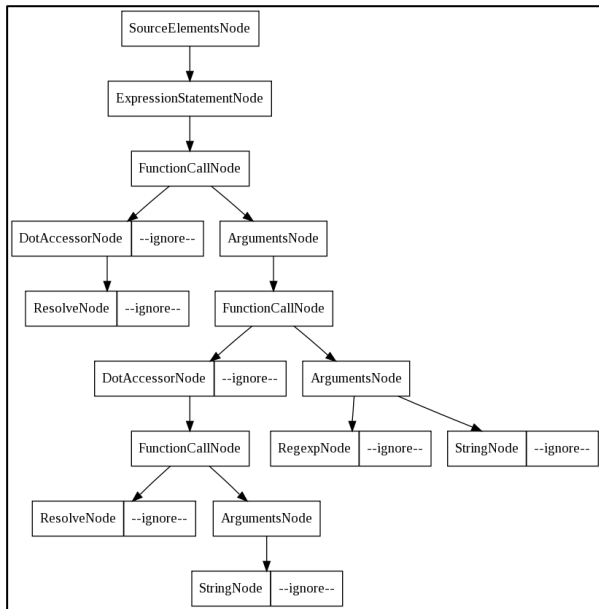 SourceElementsNode
ExpressionStatementNode
FunctionCallNode
DotAccessorNode --ignore-- ArgumentsNode
ResolveNode --ignore-- FunctionCallNode
DotAccessorNode --ignore-- ArgumentsNode
FunctionCallNode RegexpNode --ignore-- StringNode --ignore--
ResolveNode --ignore-- ArgumentsNode
StringNode --ignore--